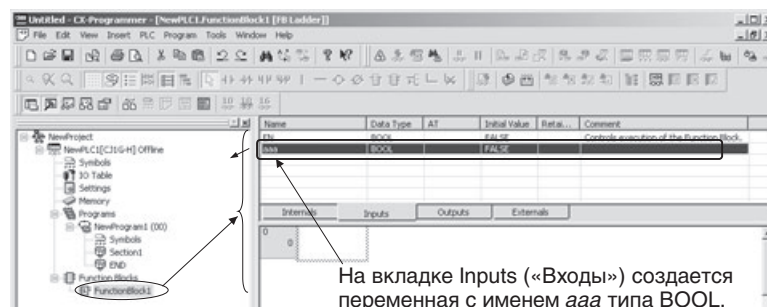 Untitled - CX-Programmer - [NewPLC1.FunctionBlock1 [FB Ladder]]
File Edit View Insert PLC Program Tools Window Help
Name Data Type AT Initial Value Retai... Comment
EN BOOL FALSE Controls execution of the Function Block.
aaa BOOL FALSE
NewProject
NewPLC1[CJ1G-H] Offline
Symbols
IO Table
Settings
Memory
Programs
NewProgram1 (00)
Symbols
Section1
END
Function Blocks
FunctionBlock1
Internals Inputs Outputs Externals
0
0
На вкладке Inputs («Входы») создается
переменная с именем aaa типа BOOL.